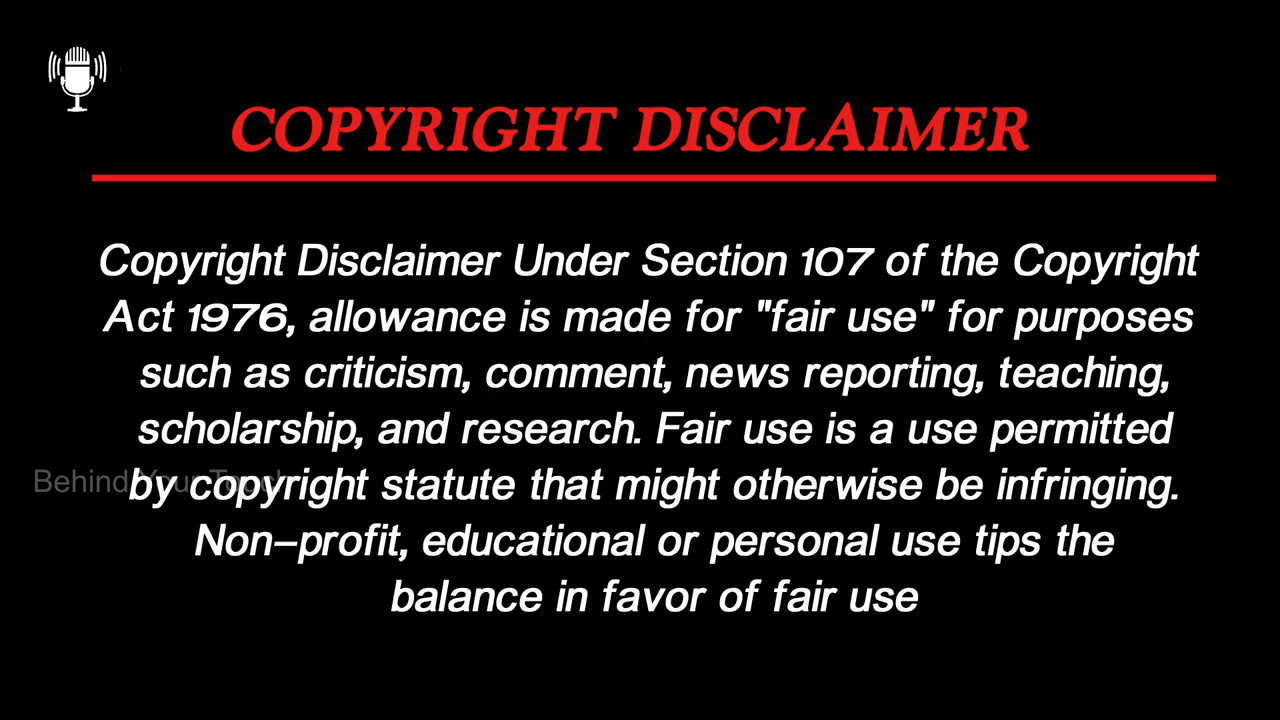 COPYRIGHT DISCLAIMER
Copyright Disclaimer Under Section 107 of the Copyright
Act 1976, allowance is made for "fair use" for purposes
such as criticism, comment, news reporting, teaching,
scholarship, and research. Fair use is a use permitted
by copyright statute that might otherwise be infringing.
Behind Your Touch
Non-profit, educational or personal use tips the
balance in favor of fair use